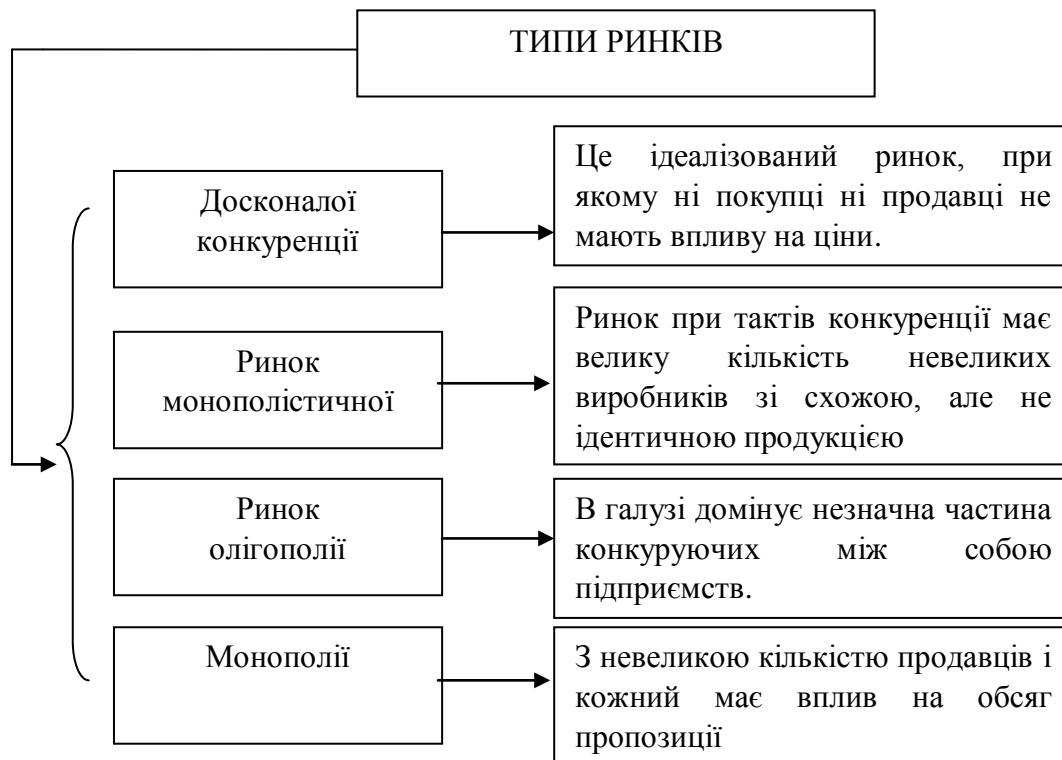 ТИПИ РИНКІВ
Досконалої
конкуренції
Це ідеалізований ринок, при
якому ні покупці ні продавці не
мають впливу на ціни.
Ринок
монополістичної
Ринок при тактів конкуренції має
велику кількість невеликих
виробників зі схожою, але не
ідентичною продукцією
Ринок
олігополії
В галузі домінує незначна частина
конкуруючих між собою
підприємств.
Монополії
З невеликою кількістю продавців і
кожний має вплив на обсяг
пропозиції